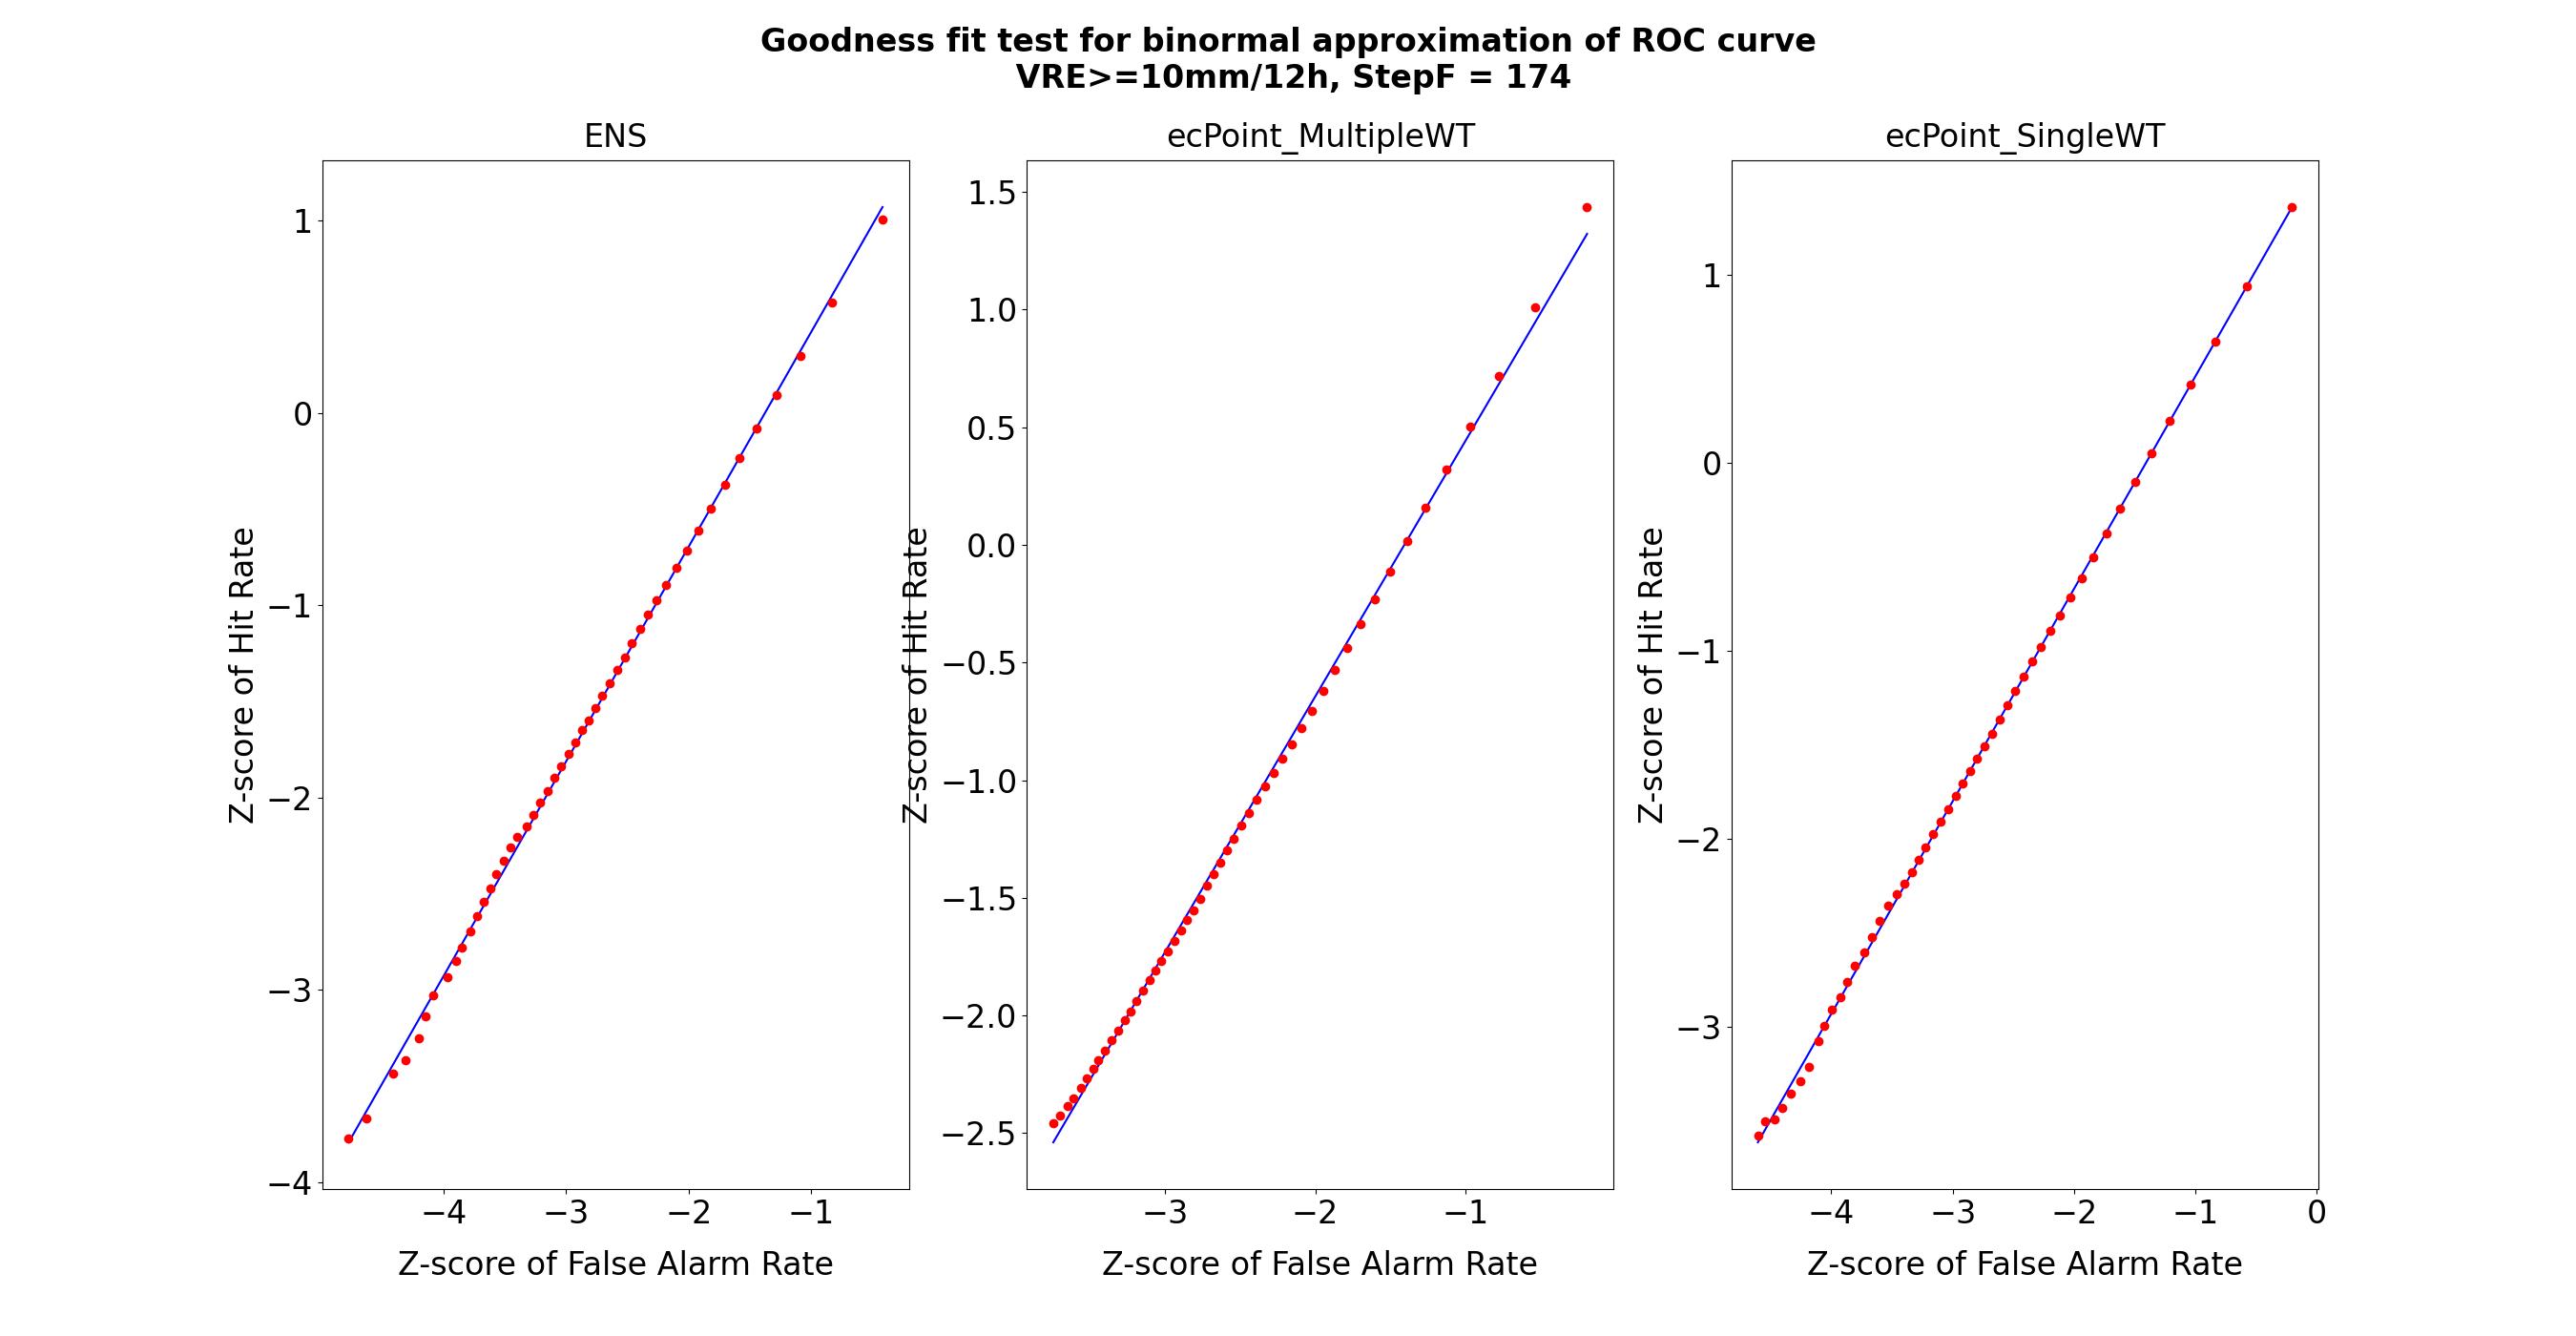 Goodness fit test for binormal approximation of ROC curve
VRE>=10mm/12h, StepF = 174
ENS
Z-score of Hit Rate
1
0
−1
−2
−3
−4
−4 −3 −2 −1
Z-score of False Alarm Rate
ecPoint_MultipleWT
Z-score of Hit Rate
1.5
1.0
0.5
0.0
−0.5
−1.0
−1.5
−2.0
−2.5
−3 −2 −1
Z-score of False Alarm Rate
ecPoint_SingleWT
Z-score of Hit Rate
1
0
−1
−2
−3
−4 −3 −2 −1 0
Z-score of False Alarm Rate